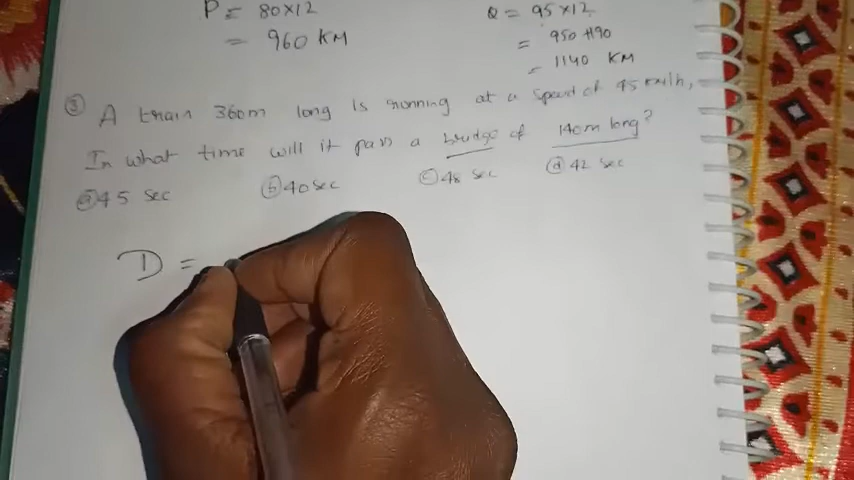 P = 80×12
= 960 KM
Q = 95×12
= 950 +190
= 1140 KM
③ A train 360m long is running at a speed of 45 km/h,
In what time will it pass a bridge of 140m long?
ⓐ 45 sec ⓑ 40 sec ⓒ 48 sec ⓓ 42 sec
D =